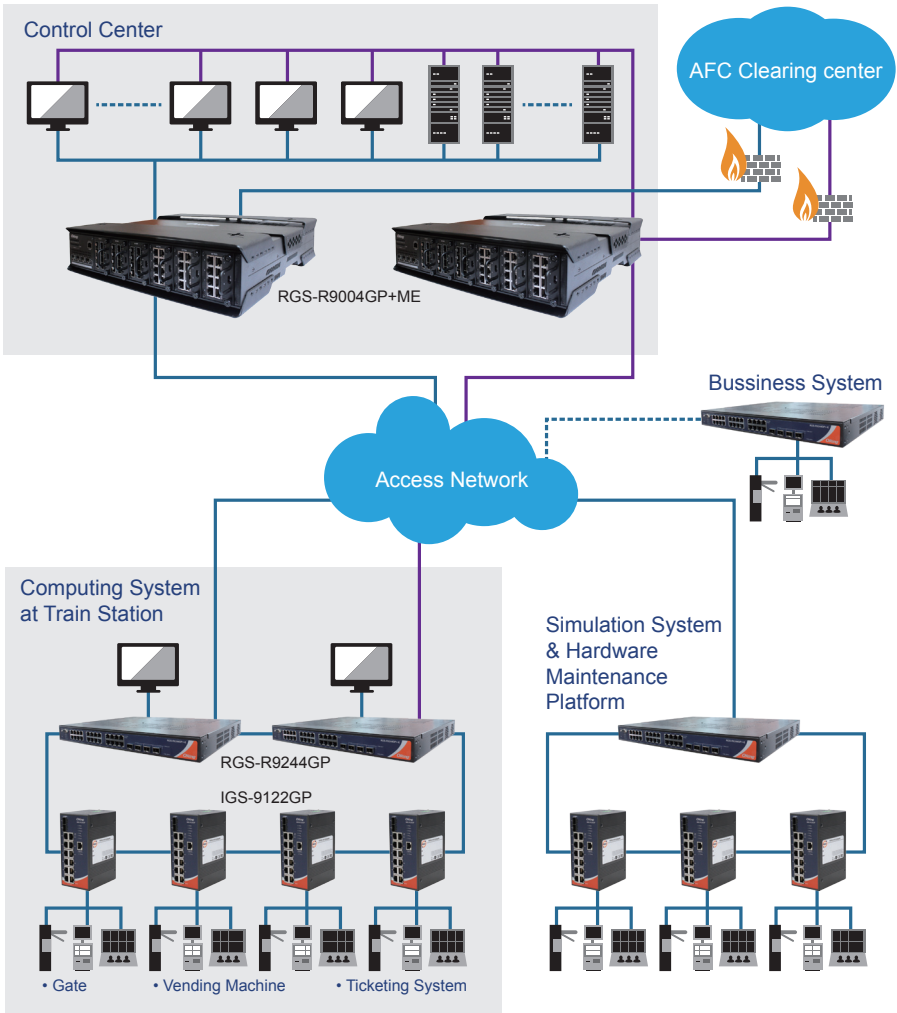 Control Center
AFC Clearing center
RGS-R9004GP+ME
Bussiness System
Access Network
Computing System
at Train Station
Simulation System
& Hardware
Maintenance
Platform
RGS-R9244GP
IGS-9122GP
• Gate
• Vending Machine
• Ticketing System